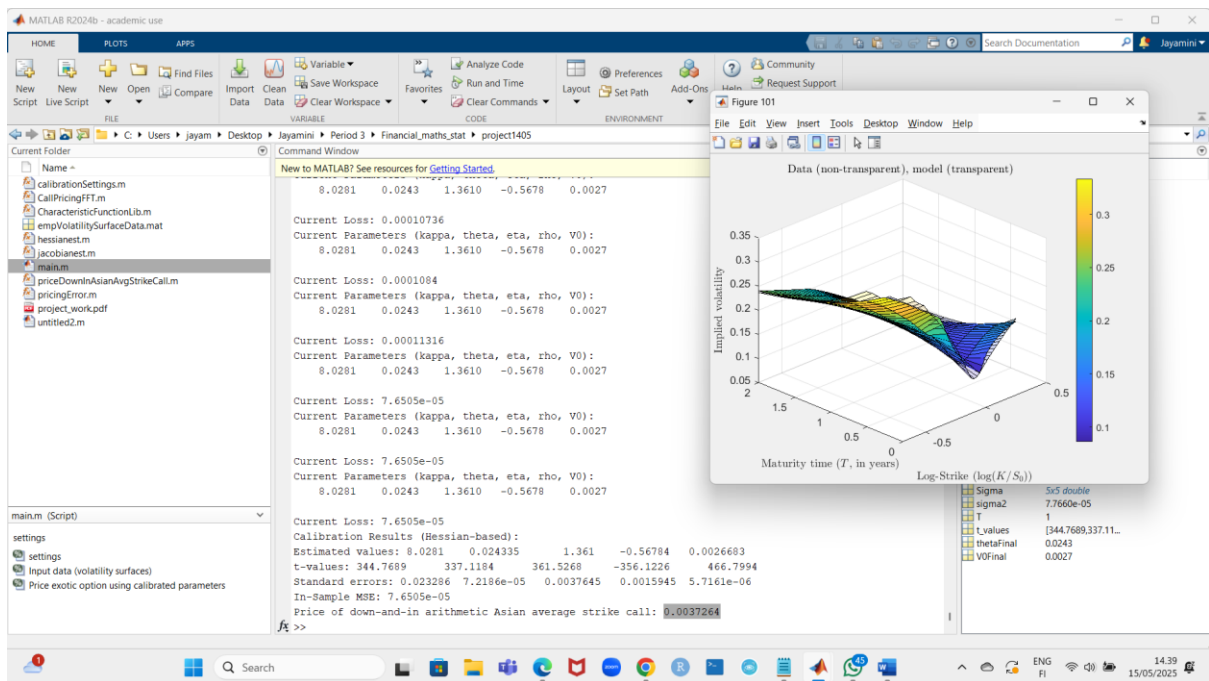 MATLAB R2024b - academic use
HOME PLOTS APPS
Search Documentation
Jayamini
New Script
New Live Script
New
Open
Find Files
Compare
FILE
Import Data
Clean Data
Variable
Save Workspace
Clear Workspace
VARIABLE
Favorites
Analyze Code
Run and Time
Clear Commands
CODE
Layout
Preferences
Set Path
Add-Ons
ENVIRONMENT
Help
Community
Request Support
C: Users jayam Desktop Jayamini Period 3 Financial_maths_stat project1405
Current Folder
Name
calibrationSettings.m
CallPricingFFT.m
CharacteristicFunctionLib.m
empVolatilitySurfaceData.mat
hessianest.m
jacobianest.m
main.m
priceDownInAsianAvgStrikeCall.m
pricingError.m
project_work.pdf
untitled2.m
main.m (Script)
settings
settings
Input data (volatility surfaces)
Price exotic option using calibrated parameters
Command Window
New to MATLAB? See resources for Getting Started.
8.0281 0.0243 1.3610 -0.5678 0.0027
Current Loss: 0.00010736
Current Parameters (kappa, theta, eta, rho, V0):
8.0281 0.0243 1.3610 -0.5678 0.0027
Current Loss: 0.0001084
Current Parameters (kappa, theta, eta, rho, V0):
8.0281 0.0243 1.3610 -0.5678 0.0027
Current Loss: 0.00011316
Current Parameters (kappa, theta, eta, rho, V0):
8.0281 0.0243 1.3610 -0.5678 0.0027
Current Loss: 7.6505e-05
Current Parameters (kappa, theta, eta, rho, V0):
8.0281 0.0243 1.3610 -0.5678 0.0027
Current Loss: 7.6505e-05
Current Parameters (kappa, theta, eta, rho, V0):
8.0281 0.0243 1.3610 -0.5678 0.0027
Current Loss: 7.6505e-05
Calibration Results (Hessian-based):
Estimated values: 8.0281 0.024335 1.361 -0.56784 0.0026683
t-values: 344.7689 337.1184 361.5268 -356.1226 466.7994
Standard errors: 0.023286 7.2186e-05 0.0037645 0.0015945 5.7161e-06
In-Sample MSE: 7.6505e-05
Price of down-and-in arithmetic Asian average strike call: 0.0037264
fx >>
Figure 101
File Edit View Insert Tools Desktop Window Help
Data (non-transparent), model (transparent)
0.35
0.3
0.25
0.2
0.15
0.1
0.05
Implied volatility
2
1.5
1
0.5
0
Maturity time (T, in years)
-0.5
0
0.5
Log-Strike (log(K/S0))
0.3
0.25
0.2
0.15
0.1
Sigma 5x5 double
sigma2 7.7660e-05
T 1
t_values [344.7689,337.11...
thetaFinal 0.0243
V0Final 0.0027
1
Search
zoom
R
45
W
ENG
FI
14.39
15/05/2025